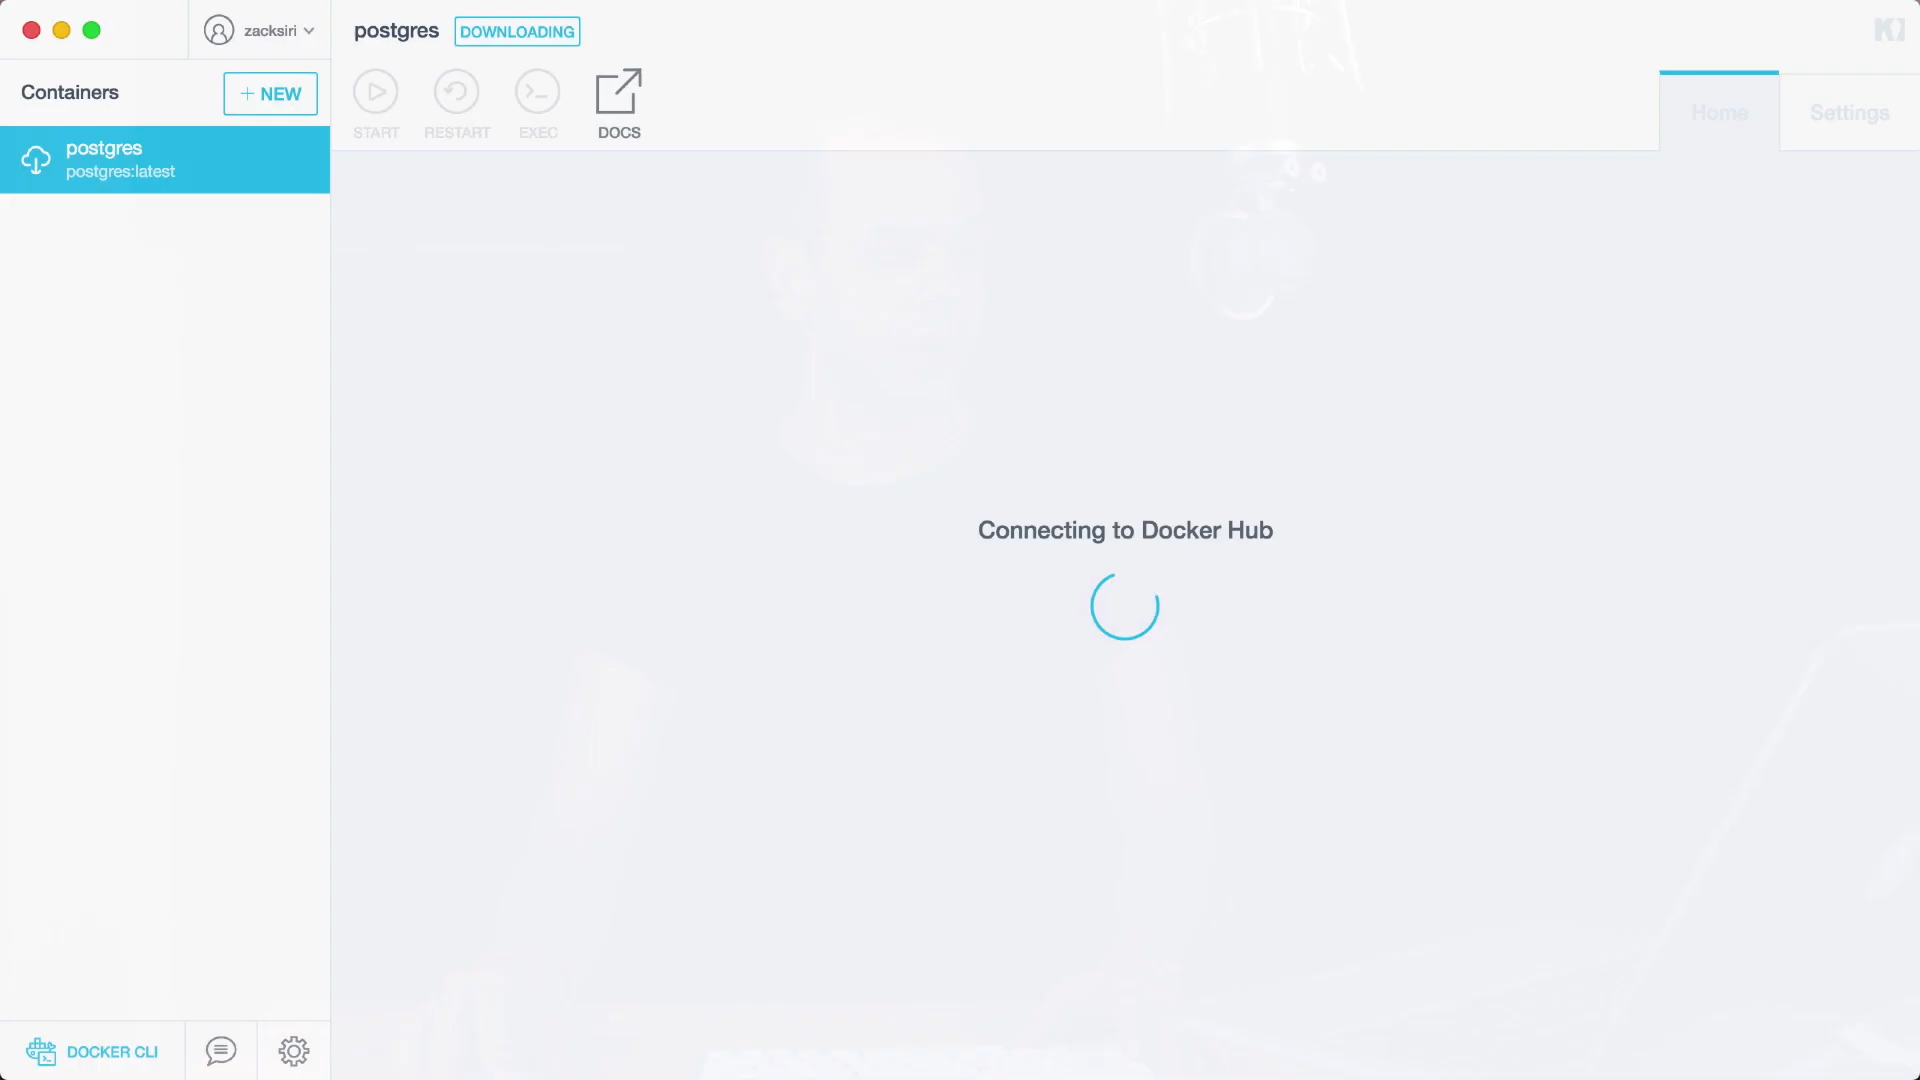 zacksiri
postgres
DOWNLOADING
Containers
+ NEW
START
RESTART
EXEC
DOCS
Home
Settings
postgres
postgres:latest
Connecting to Docker Hub
DOCKER CLI